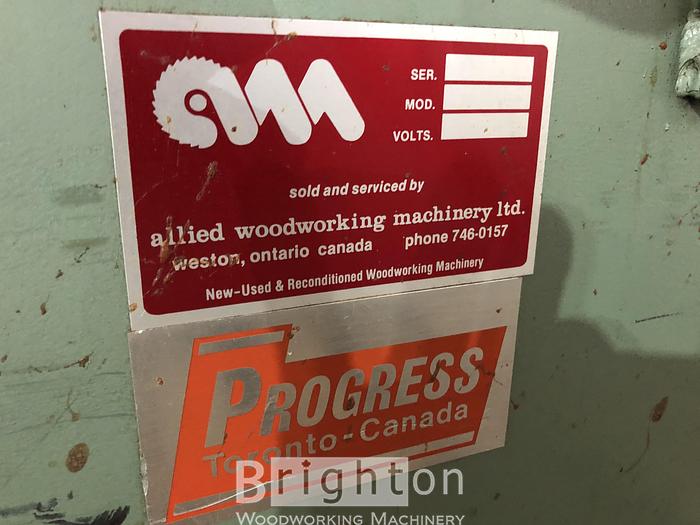 SER.
MOD.
VOLTS.
sold and serviced by
allied woodworking machinery ltd.
weston, ontario canada phone 746-0157
New-Used & Reconditioned Woodworking Machinery
PROGRESS
Toronto-Canada
Brighton
WOODWORKING MACHINERY